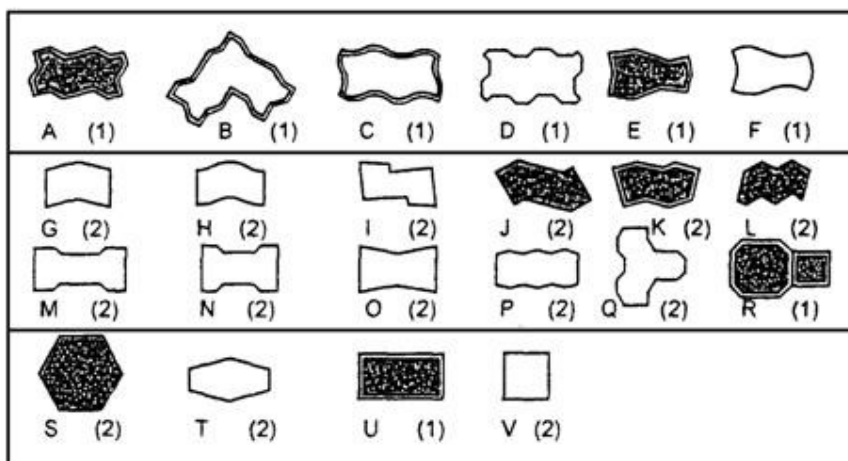 A (1) B (1) C (1) D (1) E (1) F (1)
G (2) H (2) I (2) J (2) K (2) L (2)
M (2) N (2) O (2) P (2) Q (2) R (1)
S (2) T (2) U (1) V (2)